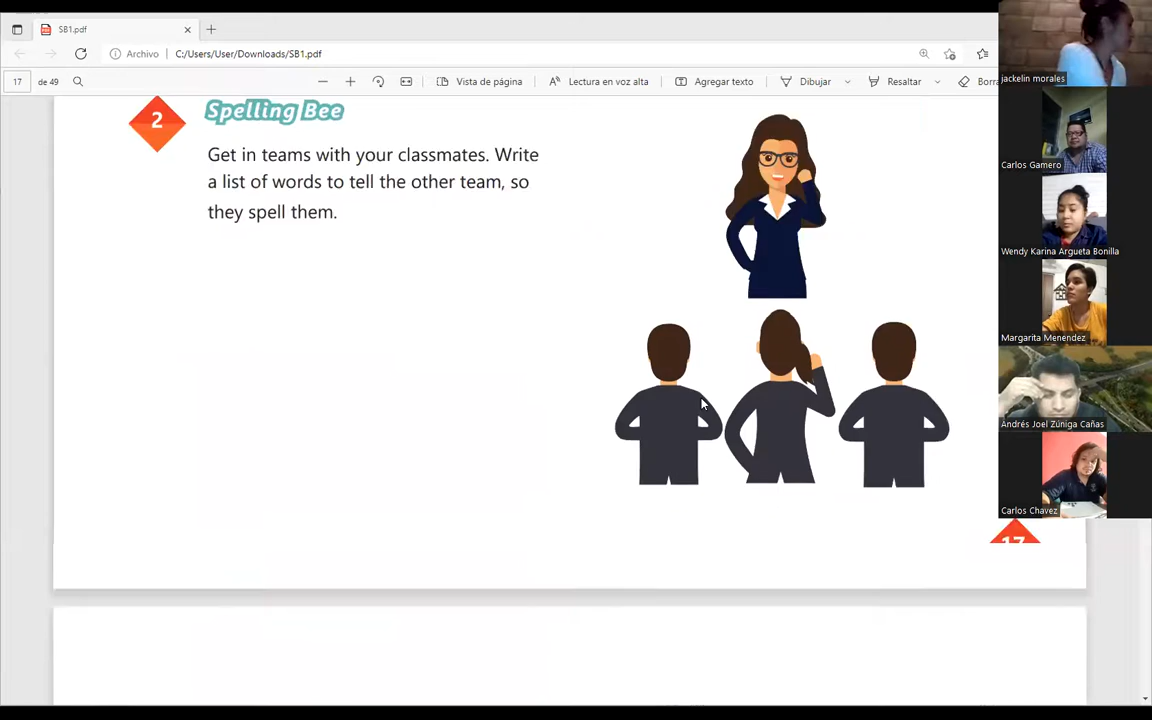 SB1.pdf
Archivo
C:/Users/User/Downloads/SB1.pdf
17
de 49
Vista de página
Lectura en voz alta
Agregar texto
Dibujar
Resaltar
Borra
2
Spelling Bee
Get in teams with your classmates. Write
a list of words to tell the other team, so
they spell them.
17
jackelin morales
Carlos Gamero
Wendy Karina Argueta Bonilla
Margarita Menendez
Andrés Joel Zúniga Cañas
Carlos Chavez